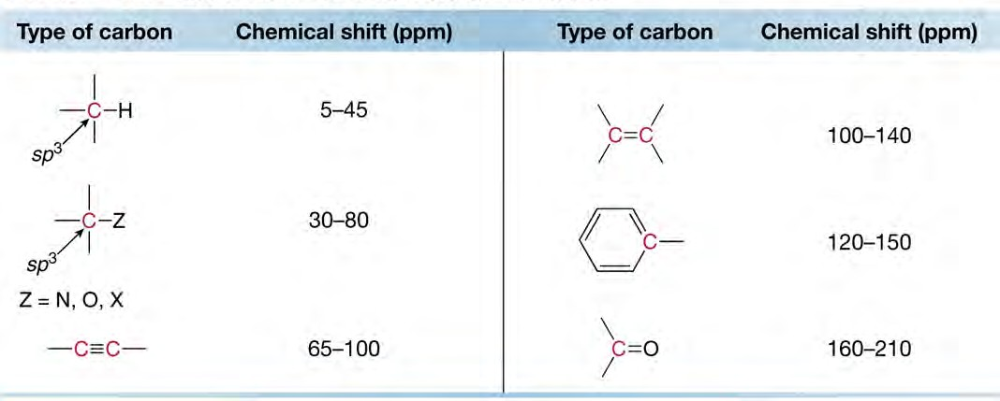 Type of carbon Chemical shift (ppm) Type of carbon Chemical shift (ppm)
C–H
sp³
5–45
C–Z
sp³
Z = N, O, X
30–80
—C≡C—
65–100
C=C
100–140
C
120–150
C=O
160–210